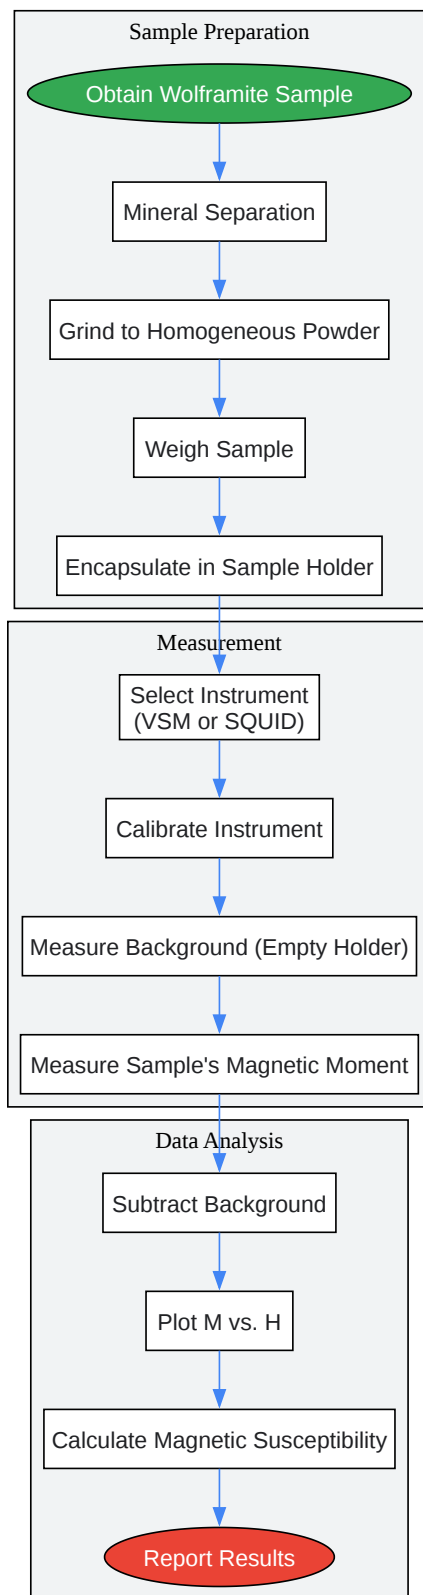 Sample Preparation
Obtain Wolframite Sample
Mineral Separation
Grind to Homogeneous Powder
Weigh Sample
Encapsulate in Sample Holder
Measurement
Select Instrument
(VSM or SQUID)
Calibrate Instrument
Measure Background (Empty Holder)
Measure Sample's Magnetic Moment
Data Analysis
Subtract Background
Plot M vs. H
Calculate Magnetic Susceptibility
Report Results